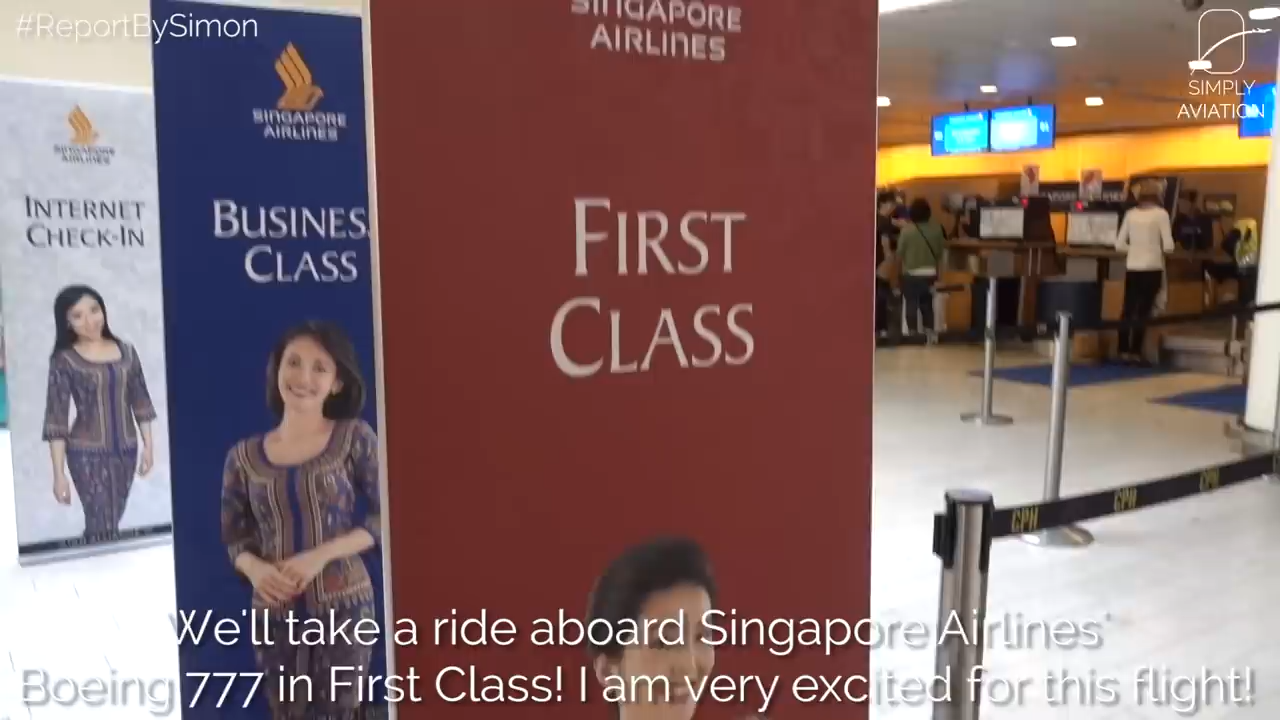 #ReportBySimon
SIMPLY
AVIATION
SINGAPORE
AIRLINES
INTERNET
CHECK-IN
SINGAPORE
AIRLINES
BUSINES
CLASS
SINGAPORE
AIRLINES
FIRST
CLASS
CPH
CPH
CPH
We'll take a ride aboard Singapore Airlines'
Boeing 777 in First Class! I am very excited for this flight!